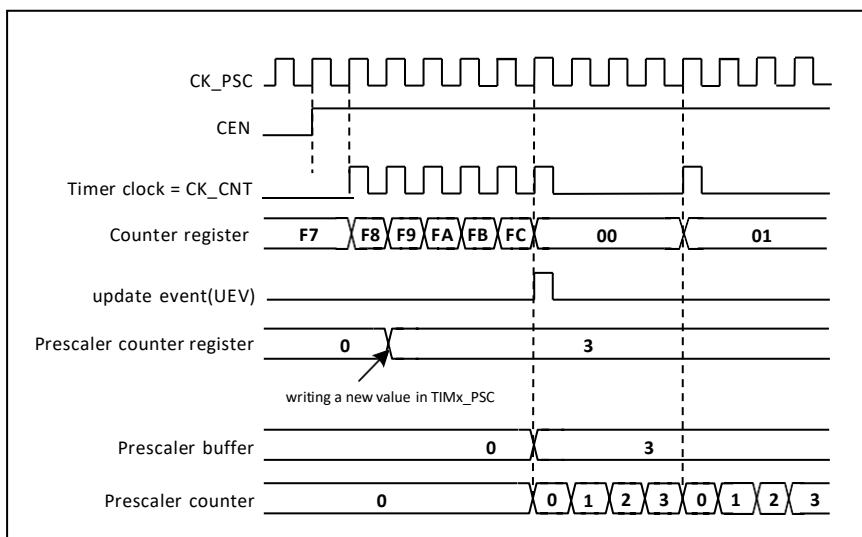 CK_PSC
CEN
Timer clock = CK_CNT
Counter register F7 F8 F9 FA FB FC 00 01
update event(UEV)
Prescaler counter register 0 3
writing a new value in TIMx_PSC
Prescaler buffer 0 3
Prescaler counter 0 0 1 2 3 0 1 2 3